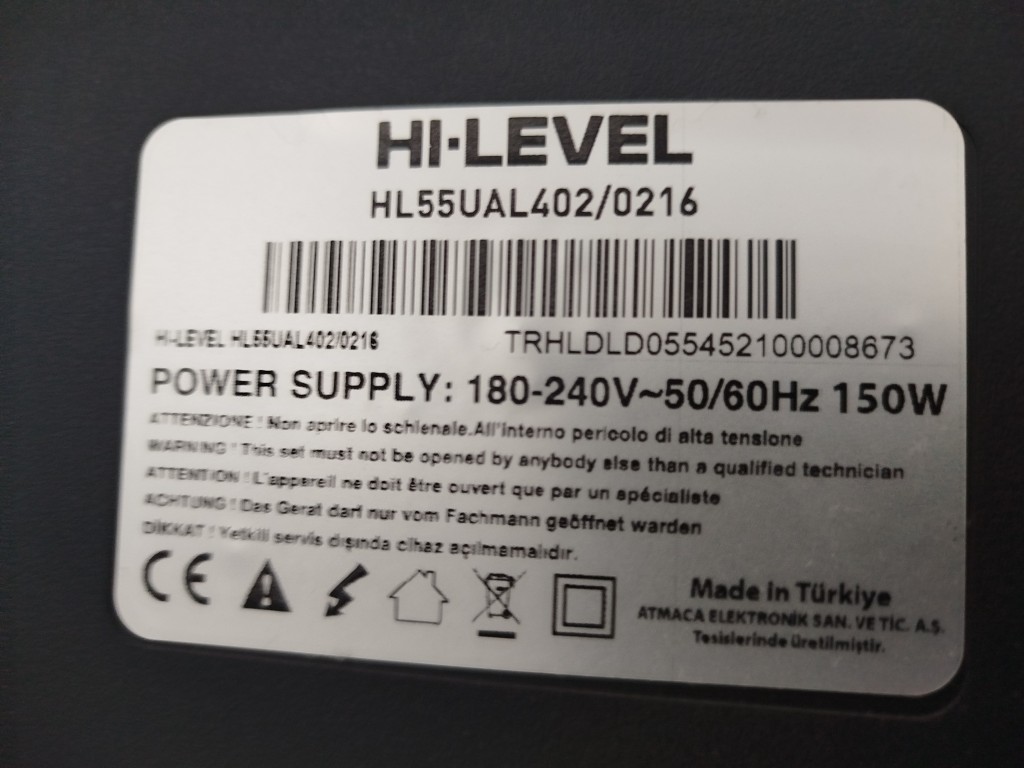 HI-LEVEL
HL55UAL402/0216
HI-LEVEL HL55UAL402/0216
TRHLDLD055452100008673
POWER SUPPLY: 180-240V~50/60Hz 150W
ATTENZIONE ! Non aprire lo schienale.All'interno pericolo di alta tensione
WARNING ! This set must not be opened by anybody else than a qualified technician
ATTENTION ! L'appareil ne doit être ouvert que par un spécialiste
ACHTUNG ! Das Gerat darf nur vom Fachmann geöffnet warden
DİKKAT ! Yetkili servis dışında cihaz açılmamalıdır.
CE
Made in Türkiye
ATMACA ELEKTRONİK SAN. VE TİC. A.Ş.
Tesislerinde üretilmiştir.